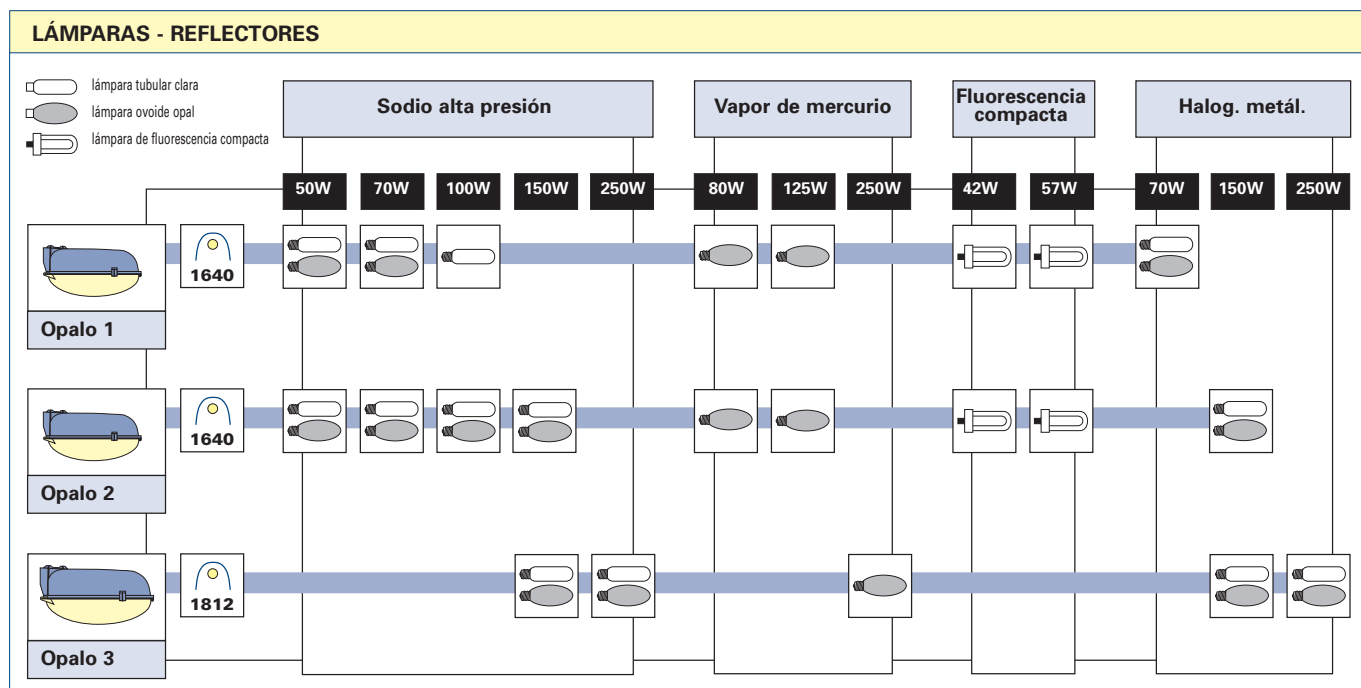 LÁMPARAS - REFLECTORES
lámpara tubular clara
lámpara ovoide opal
lámpara de fluorescencia compacta
Sodio alta presión
Vapor de mercurio
Fluorescencia
compacta
Halog. metál.
50W 70W 100W 150W 250W 80W 125W 250W 42W 57W 70W 150W 250W
1640
Opalo 1
1640
Opalo 2
1812
Opalo 3